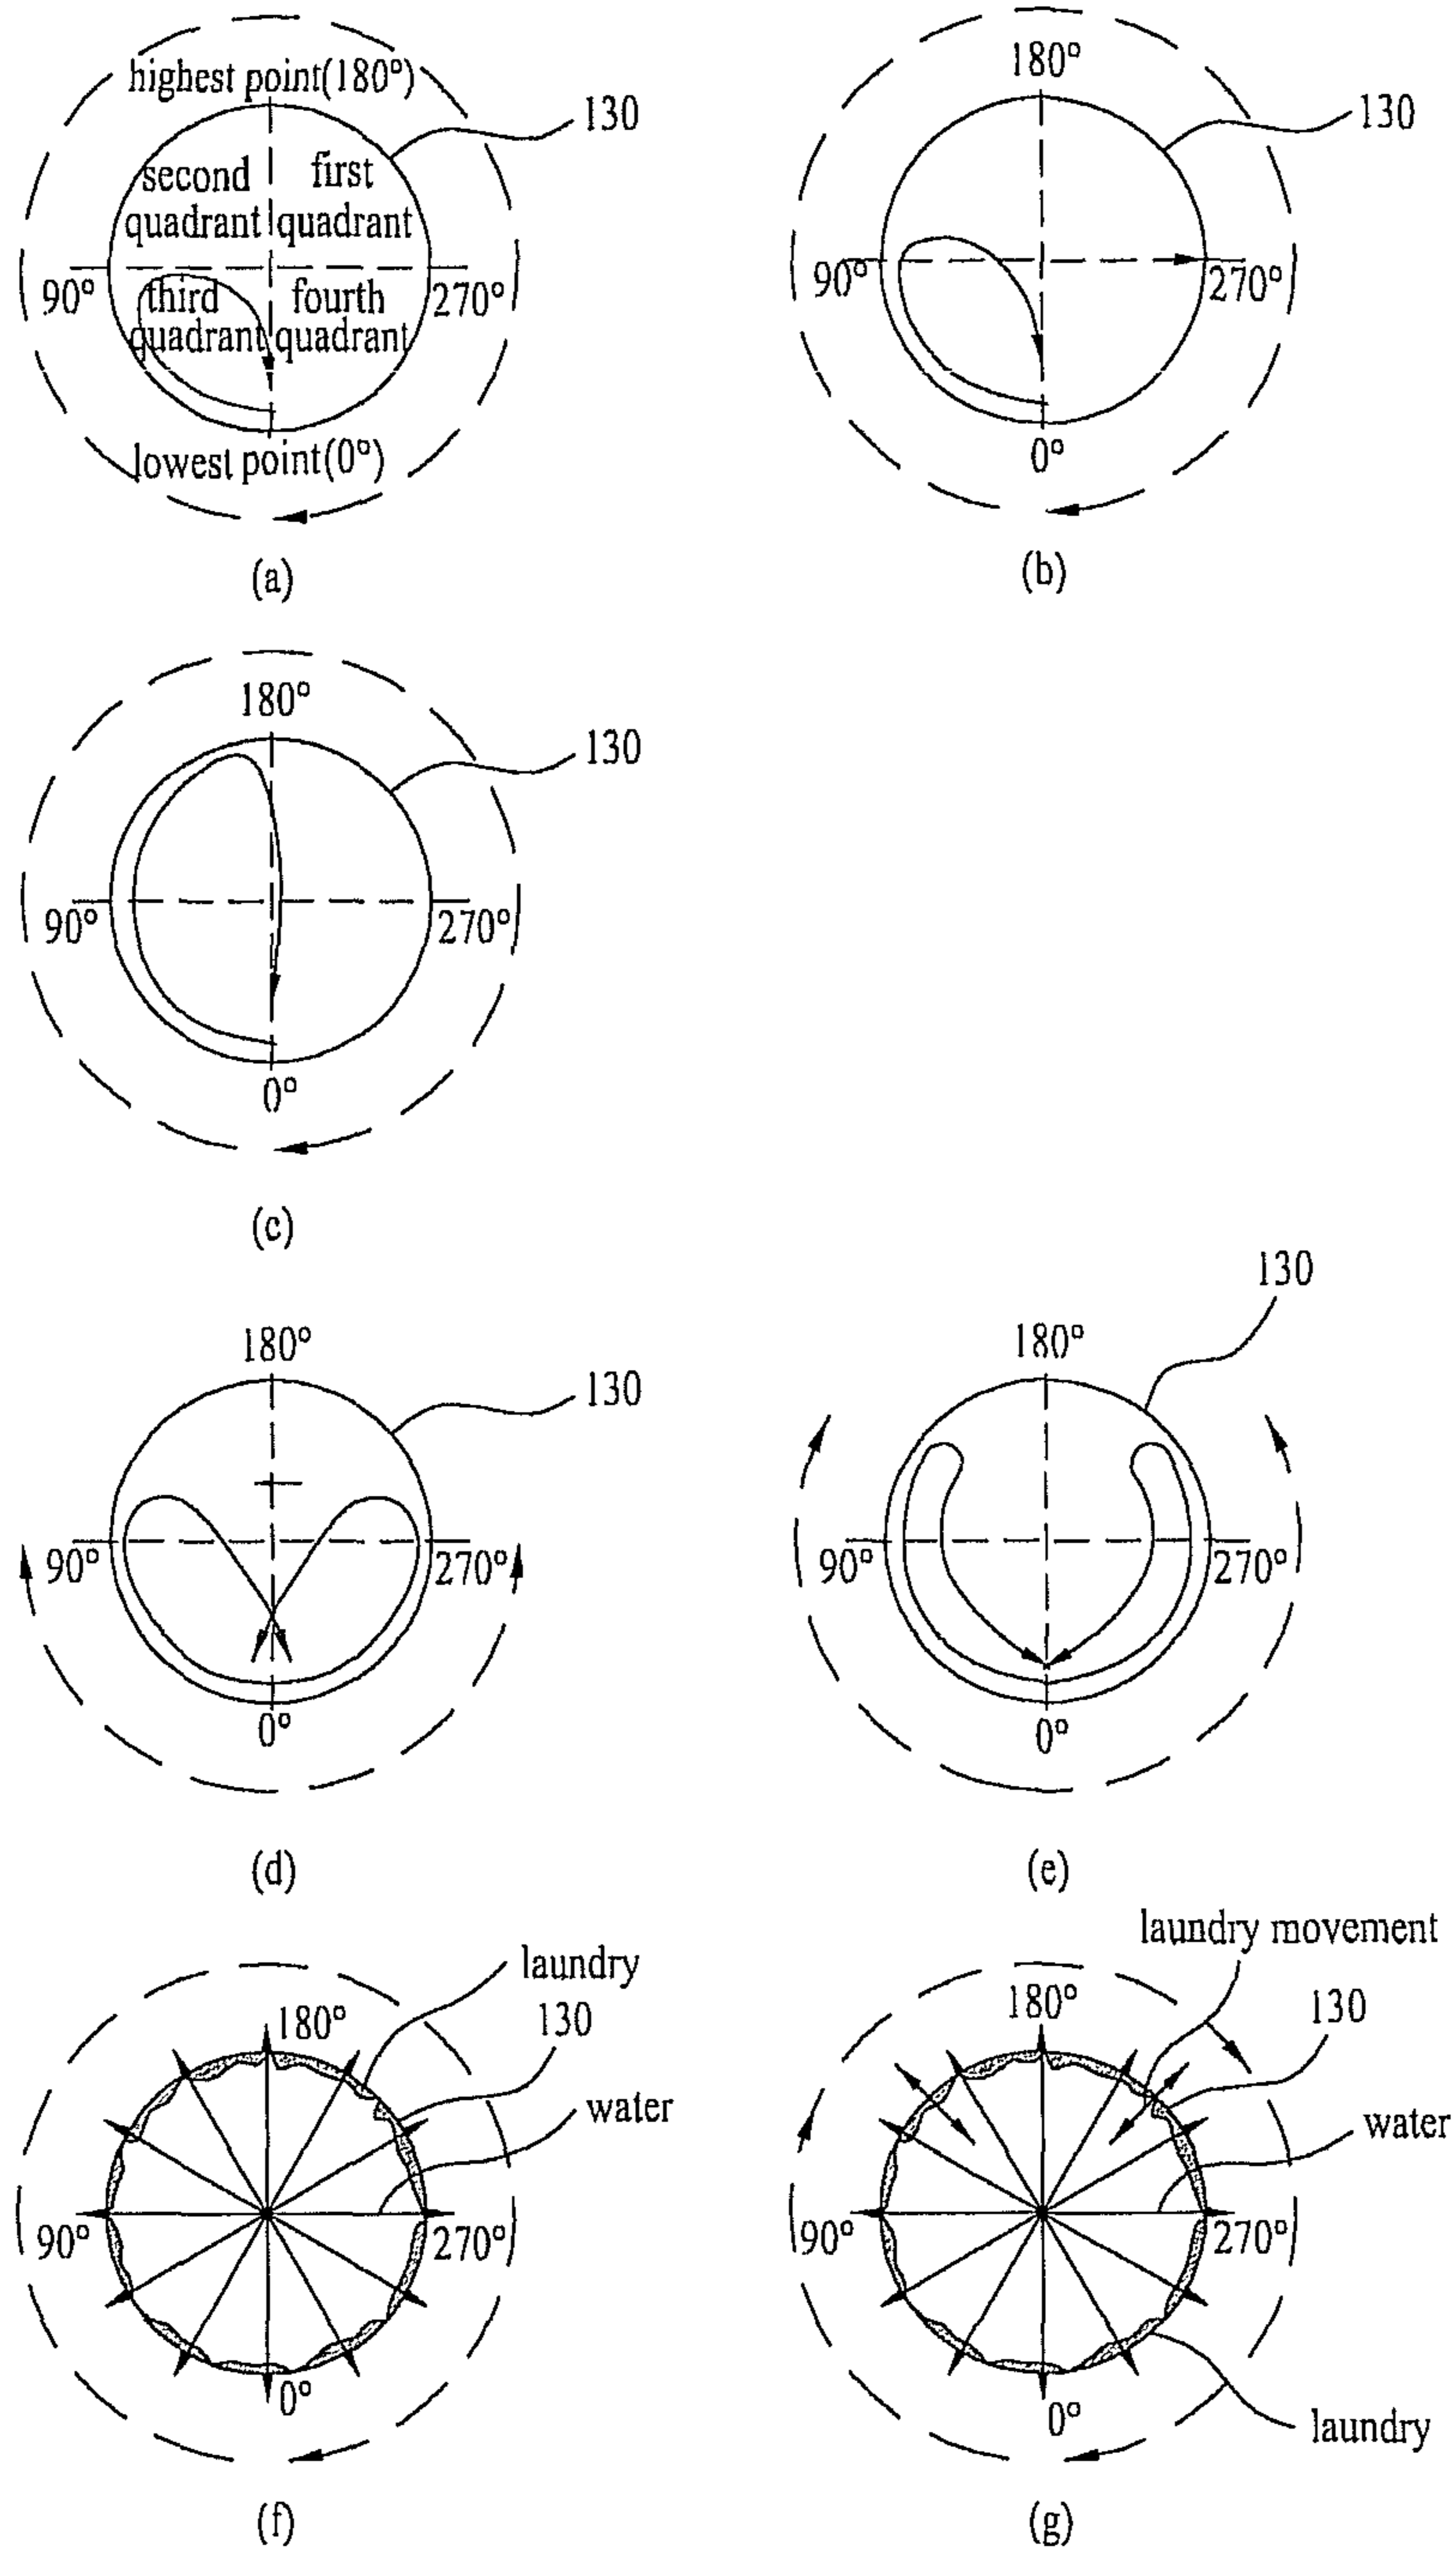 highest point(180°)
130
second
quadrant
first
quadrant
90°
third
quadrant
fourth
quadrant
270°
lowest point(0°)
(a)
180°
130
90°
270°
0°
(b)
180°
130
90°
270°
0°
(c)
180°
130
90°
270°
0°
(d)
130
180°
90°
270°
0°
(e)
laundry
180°
130
water
90°
270°
0°
(f)
laundry movement
180°
130
water
90°
270°
0°
laundry
(g)